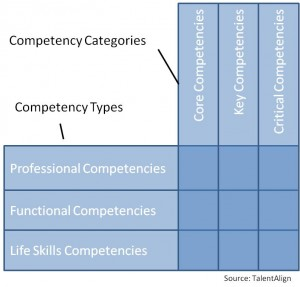 Competency Categories
Core Competencies
Key Competencies
Critical Competencies
Competency Types
Professional Competencies
Functional Competencies
Life Skills Competencies
Source: TalentAlign